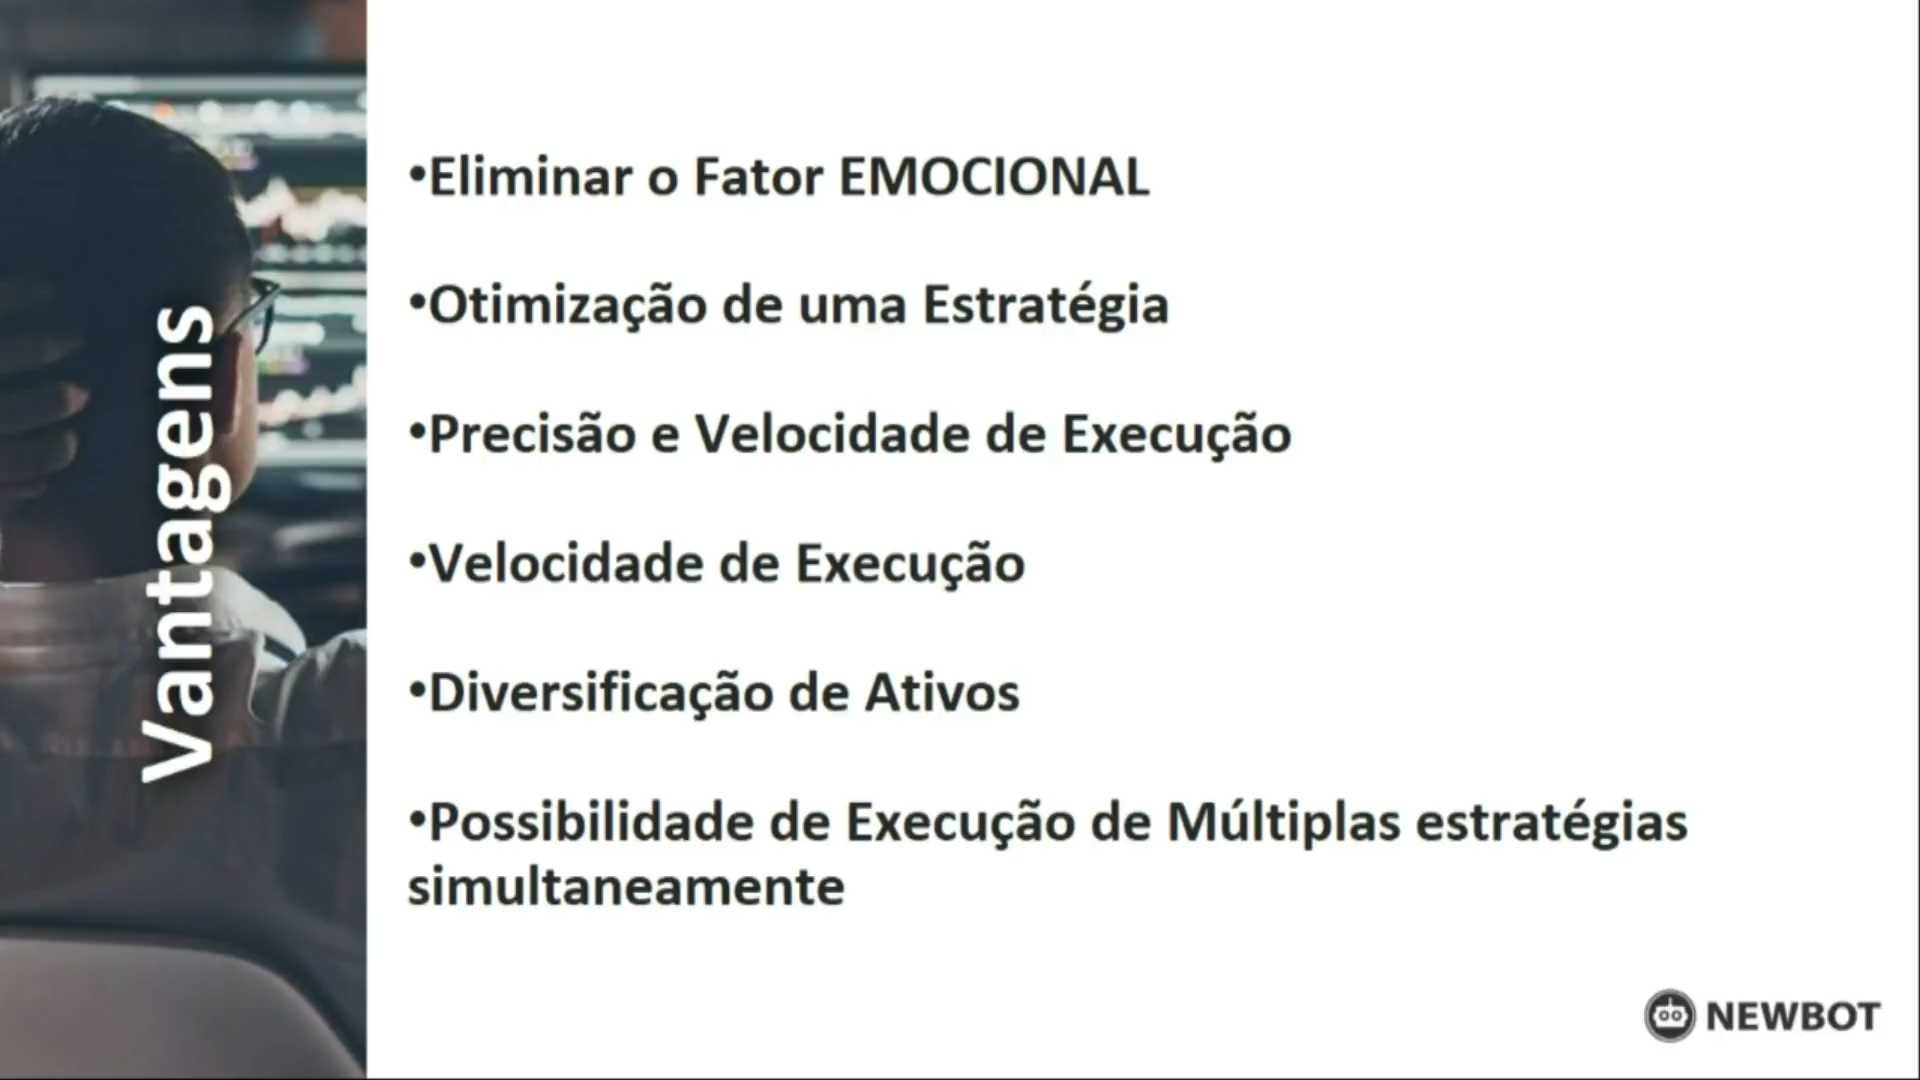 Vantagens
•Eliminar o Fator EMOCIONAL
•Otimização de uma Estratégia
•Precisão e Velocidade de Execução
•Velocidade de Execução
•Diversificação de Ativos
•Possibilidade de Execução de Múltiplas estratégias
simultaneamente
NEWBOT